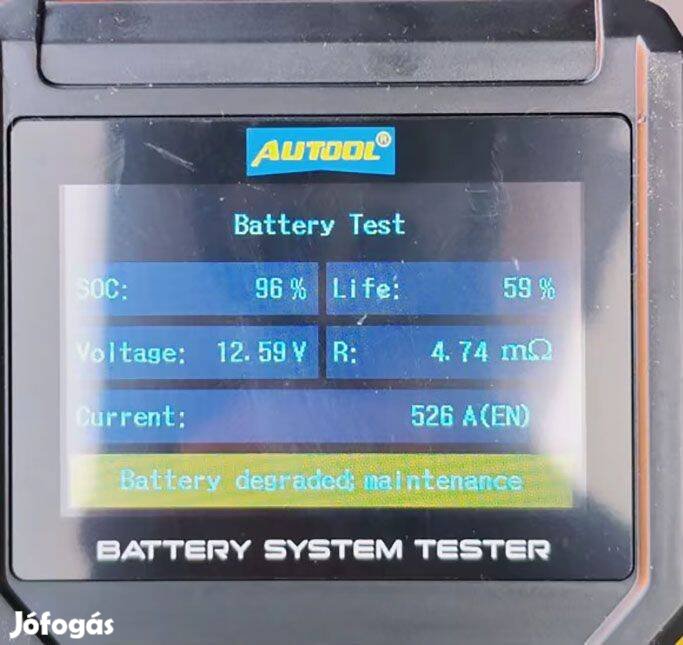 AUTOOL®
Battery Test
SOC: 96% Life: 59%
Voltage: 12.59V R: 4.74 mΩ
Current: 526 A(EN)
Battery degraded; maintenance
BATTERY SYSTEM TESTER
Jófogás